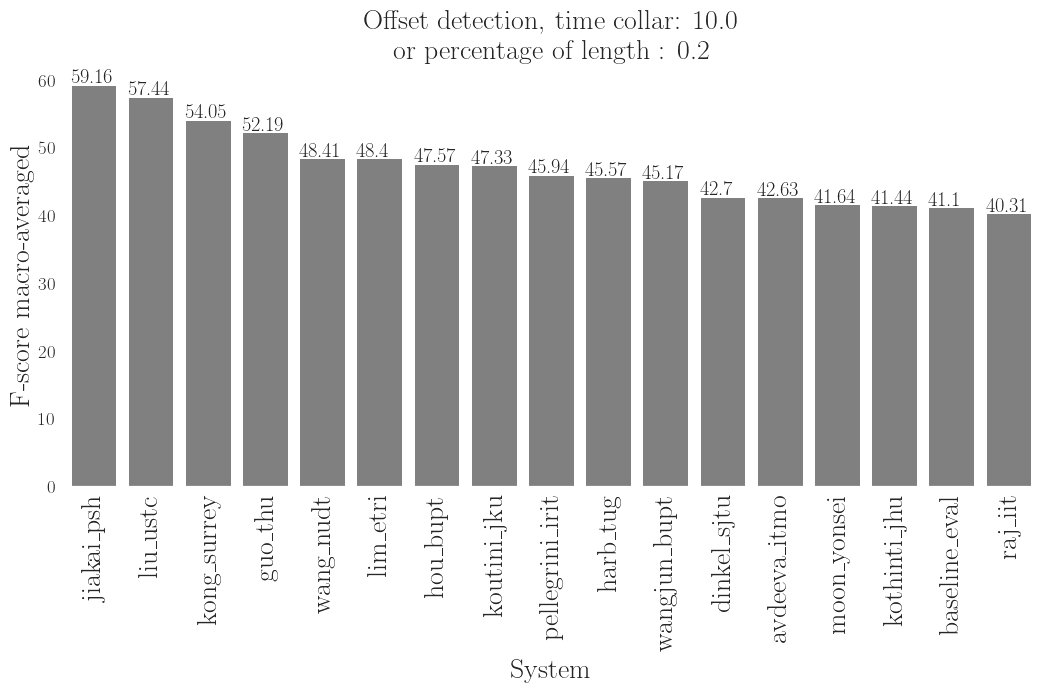 Offset detection, time collar: 10.0
or percentage of length : 0.2
F-score macro-averaged
60
50
40
30
20
10
0
59.16
57.44
54.05
52.19
48.41
48.4
47.57
47.33
45.94
45.57
45.17
42.7
42.63
41.64
41.44
41.1
40.31
jiakai_psh
liu_ustc
kong_surrey
guo_thu
wang_nudt
lim_etri
hou_bupt
koutini_jku
pellegrini_irit
harb_tug
wangjun_bupt
dinkel_sjtu
avdeeva_itmo
moon_yonsei
kothinti_jhu
baseline_eval
raj_iit
System